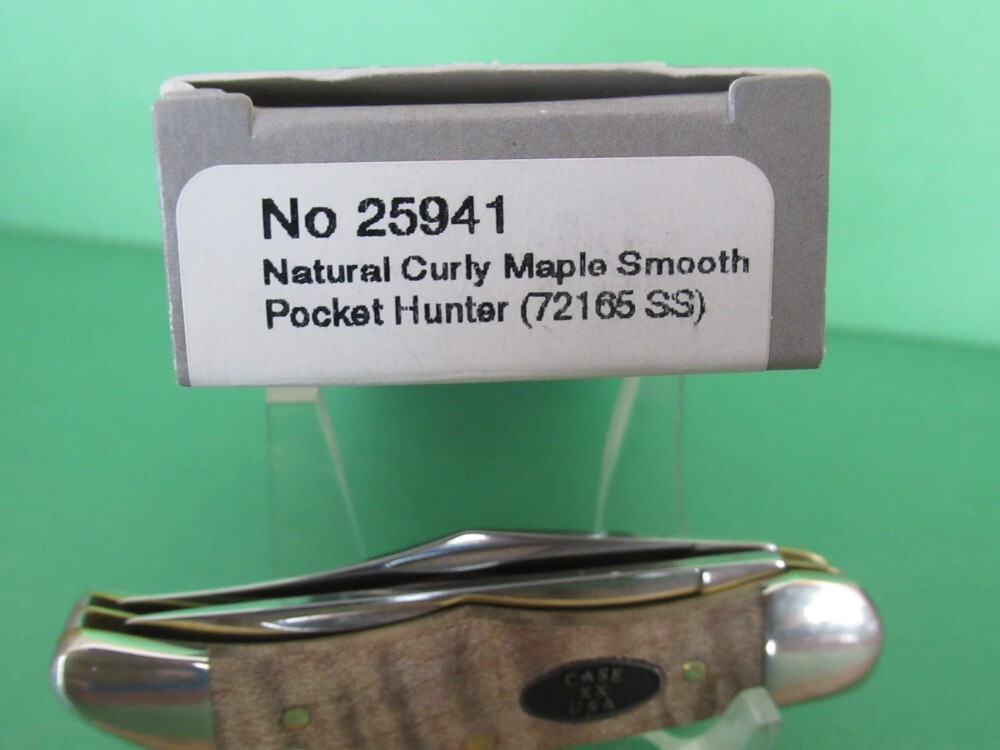 No 25941
Natural Curly Maple Smooth
Pocket Hunter (72165 SS)
CASE
XX
USA